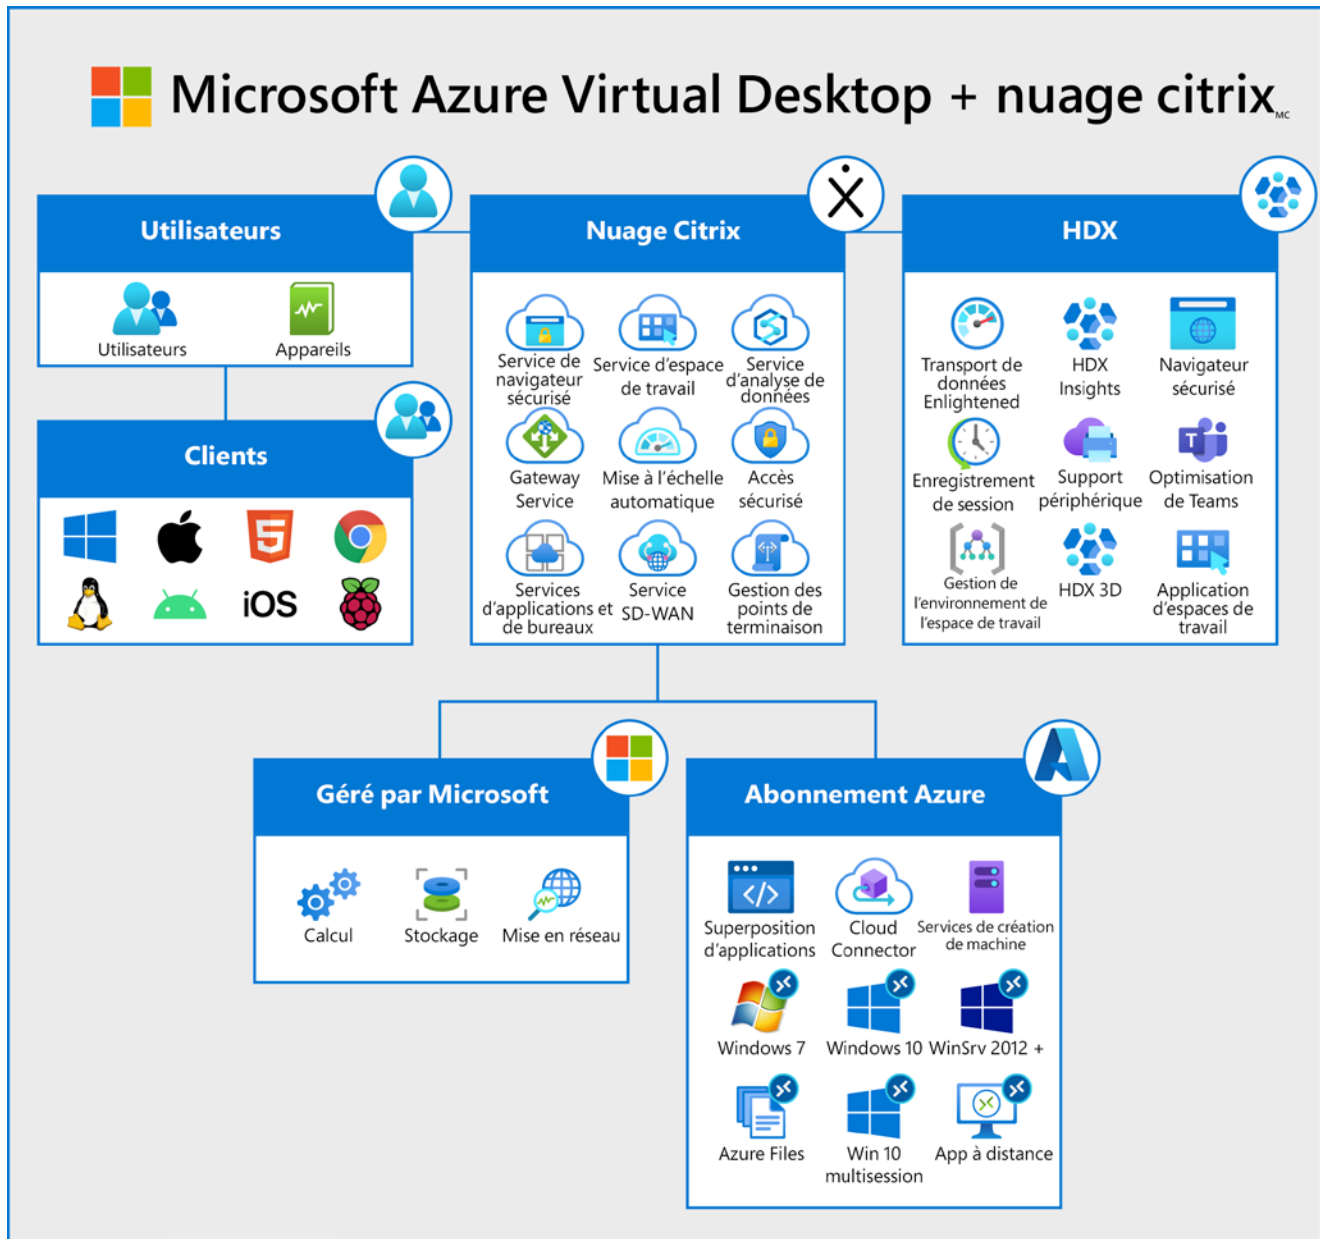 Microsoft Azure Virtual Desktop + nuage citrix MC
Utilisateurs
Utilisateurs
Appareils
Clients
5
iOS
Nuage Citrix
Service de
navigateur
sécurisé
Service d'espace
de travail
Service
d'analyse de
données
Gateway
Service
Mise à l'échelle
automatique
Accès
sécurisé
Services
d'applications et
de bureaux
Service
SD-WAN
Gestion des
points de
terminaison
HDX
Transport de
données
Enlightened
HDX
Insights
Navigateur
sécurisé
Enregistrement
de session
Support
périphérique
T
Optimisation
de Teams
Gestion de
l'environnement de
l'espace de travail
HDX 3D
Application
d'espaces de
travail
Géré par Microsoft
Calcul
Stockage
Mise en réseau
Abonnement Azure
Superposition
d'applications
Cloud
Connector
Services de création
de machine
Windows 7
Windows 10
WinSrv 2012 +
Azure Files
Win 10
multisession
App à distance